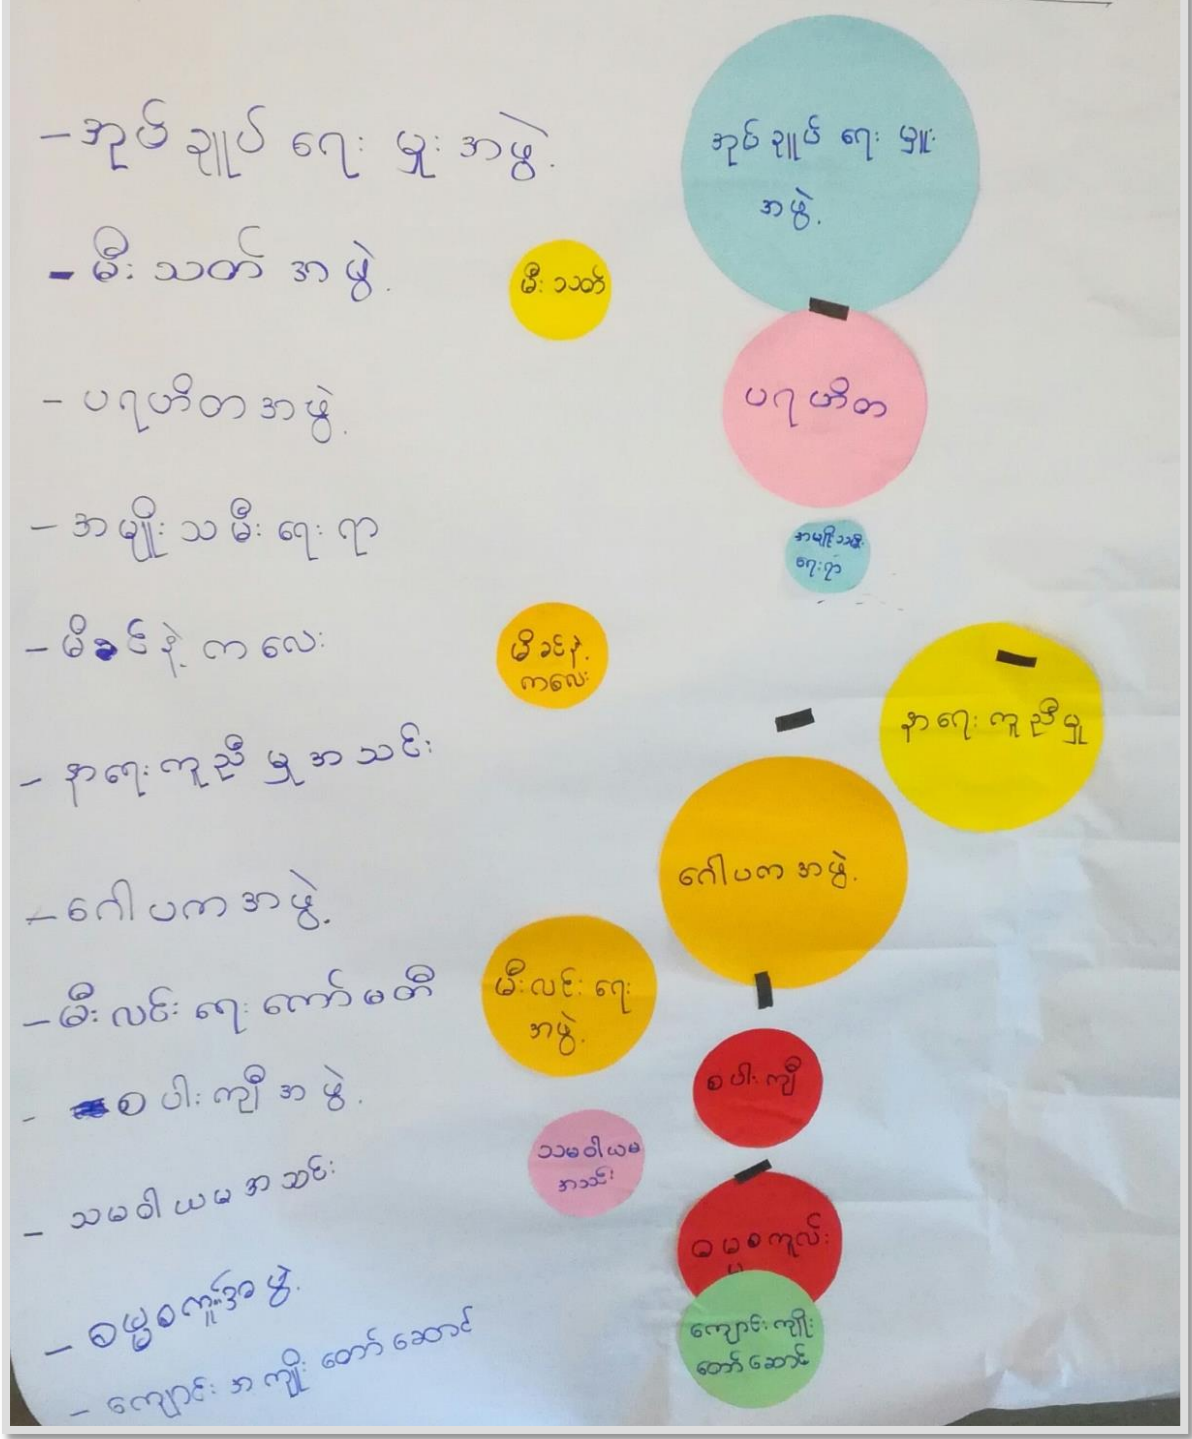 - အုပ်ချုပ်ရေးမှူးအဖွဲ့
အုပ်ချုပ်ရေးမှူး
အဖွဲ့
- မီးသတ်အဖွဲ့
မီးသတ်
- ပရဟိတအဖွဲ့
ပရဟိတ
- အမျိုးသမီးရေးရာ
အမျိုးသမီး
ရေးရာ
- မိခင်နဲ့ကလေး
မိခင်နဲ့
ကလေး
- နာရေးကူညီမှုအသင်း
နာရေးကူညီမှု
- ဂေါပကအဖွဲ့
ဂေါပကအဖွဲ့
- မီးလင်းရေးကော်မတီ
မီးလင်းရေး
အဖွဲ့
- စပါးကျီအဖွဲ့
စပါးကျီ
- သမဝါယမအသင်း
သမဝါယမ
အသင်း
- ဓမ္မစကူးလ်အဖွဲ့
ဓမ္မစကူလ်း
- ကျောင်းအကျိုးတော်ဆောင်
ကျောင်းကျိုး
တော်ဆောင်